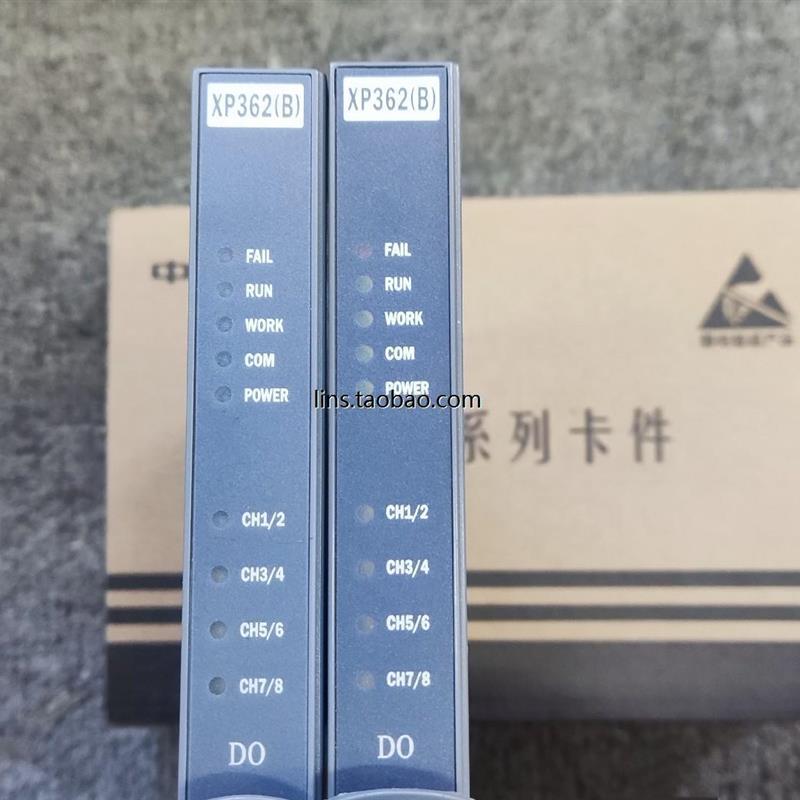 XP362(B)
FAIL
RUN
WORK
COM
POWER
CH1/2
CH3/4
CH5/6
CH7/8
DO
XP362(B)
FAIL
RUN
WORK
COM
POWER
CH1/2
CH3/4
CH5/6
CH7/8
DO
lins.taobao.com
中
系列卡件